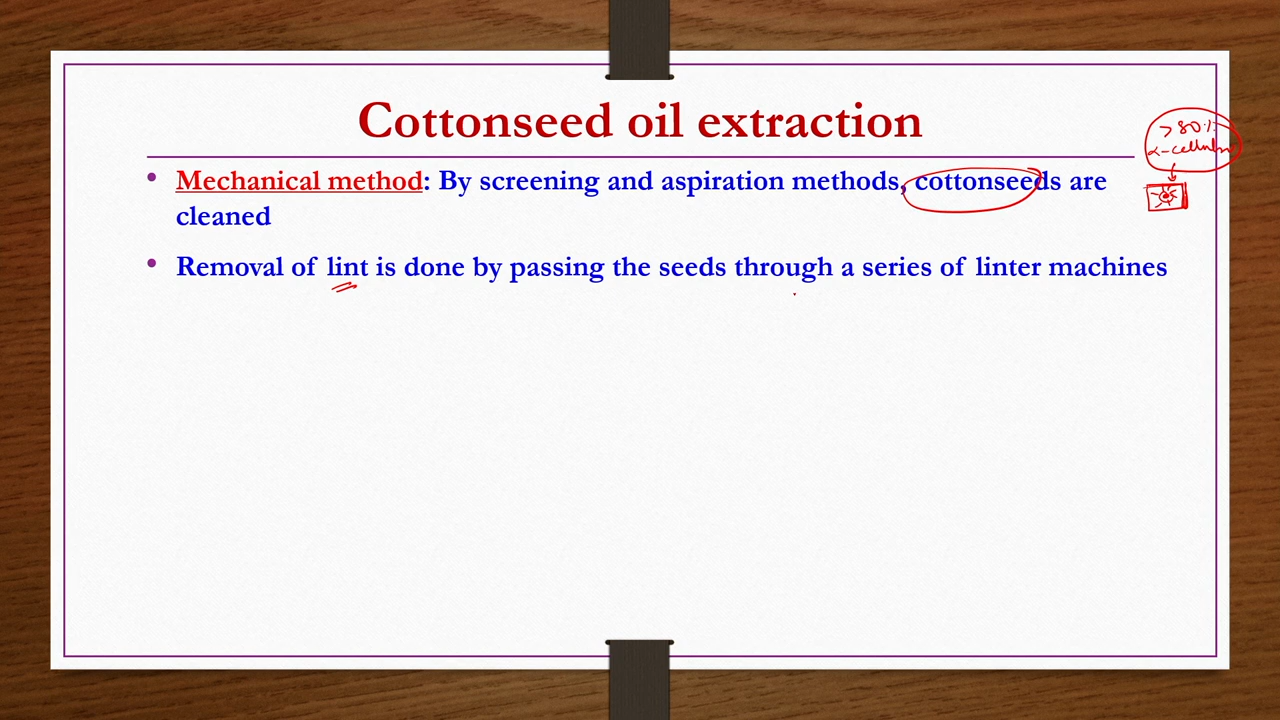 Cottonseed oil extraction
>80%
α-cellulose
• Mechanical method: By screening and aspiration methods, cottonseeds are
cleaned
• Removal of lint is done by passing the seeds through a series of linter machines